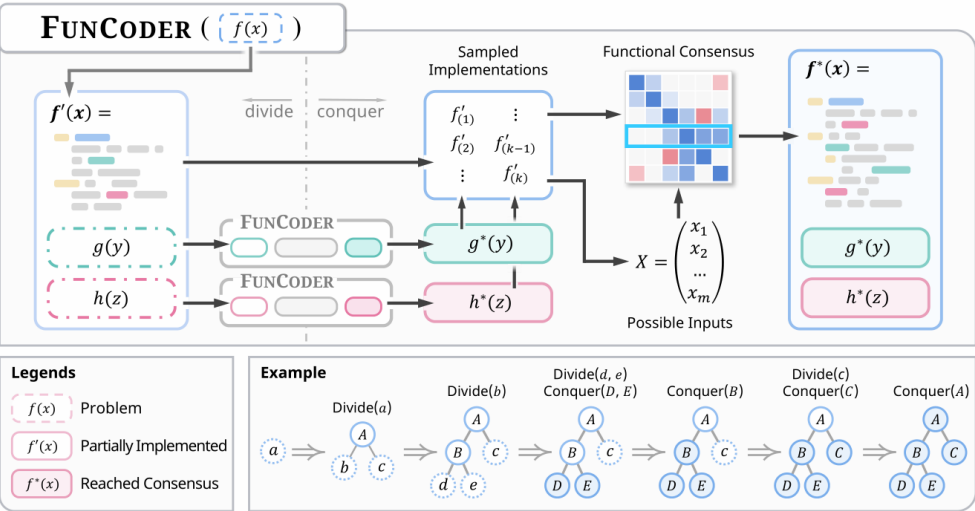 FUNCODER ( f(x) )
divide conquer
f′(x) =
g(y)
h(z)
FUNCODER
FUNCODER
Sampled
Implementations
f′(1) ⋮
f′(2) f′(k−1)
⋮ f′(k)
g*(y)
h*(z)
Functional Consensus
X = ( x1
x2
...
xm )
Possible Inputs
f*(x) =
g*(y)
h*(z)
Legends
f(x) Problem
f′(x) Partially Implemented
f*(x) Reached Consensus
Example
a
Divide(a)
A
b c
Divide(b)
A
B c
d e
Divide(d, e)
Conquer(D, E)
A
B c
D E
Conquer(B)
A
B c
D E
Divide(c)
Conquer(C)
A
B C
D E
Conquer(A)
A
B C
D E